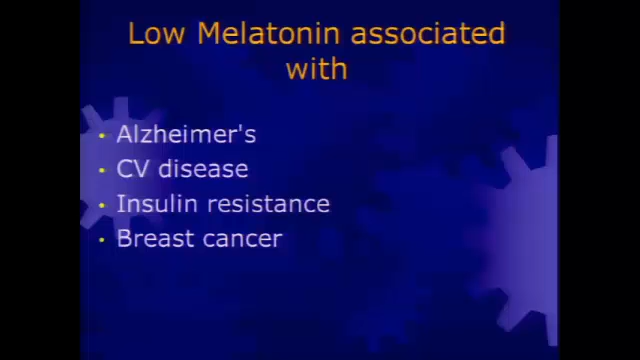 Low Melatonin associated
with
• Alzheimer's
• CV disease
• Insulin resistance
• Breast cancer